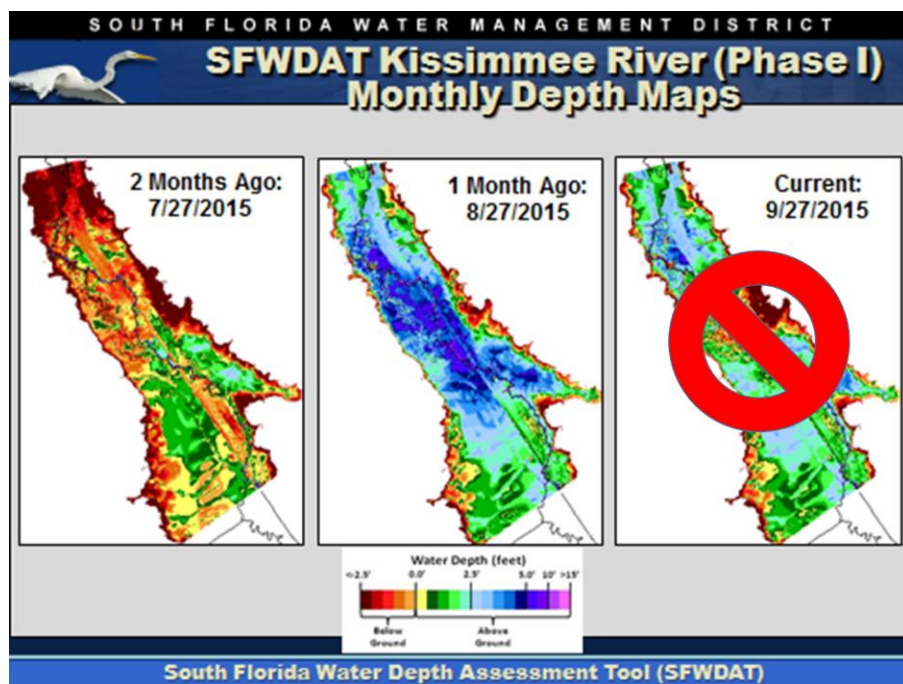 SOUTH FLORIDA WATER MANAGEMENT DISTRICT
SFWDAT Kissimmee River (Phase I)
Monthly Depth Maps
2 Months Ago:
7/27/2015
1 Month Ago:
8/27/2015
Current:
9/27/2015
Water Depth (feet)
<-2.5' 0.0' 2.5' 5.0' 10' >15'
Below
Ground
Above
Ground
South Florida Water Depth Assessment Tool (SFWDAT)